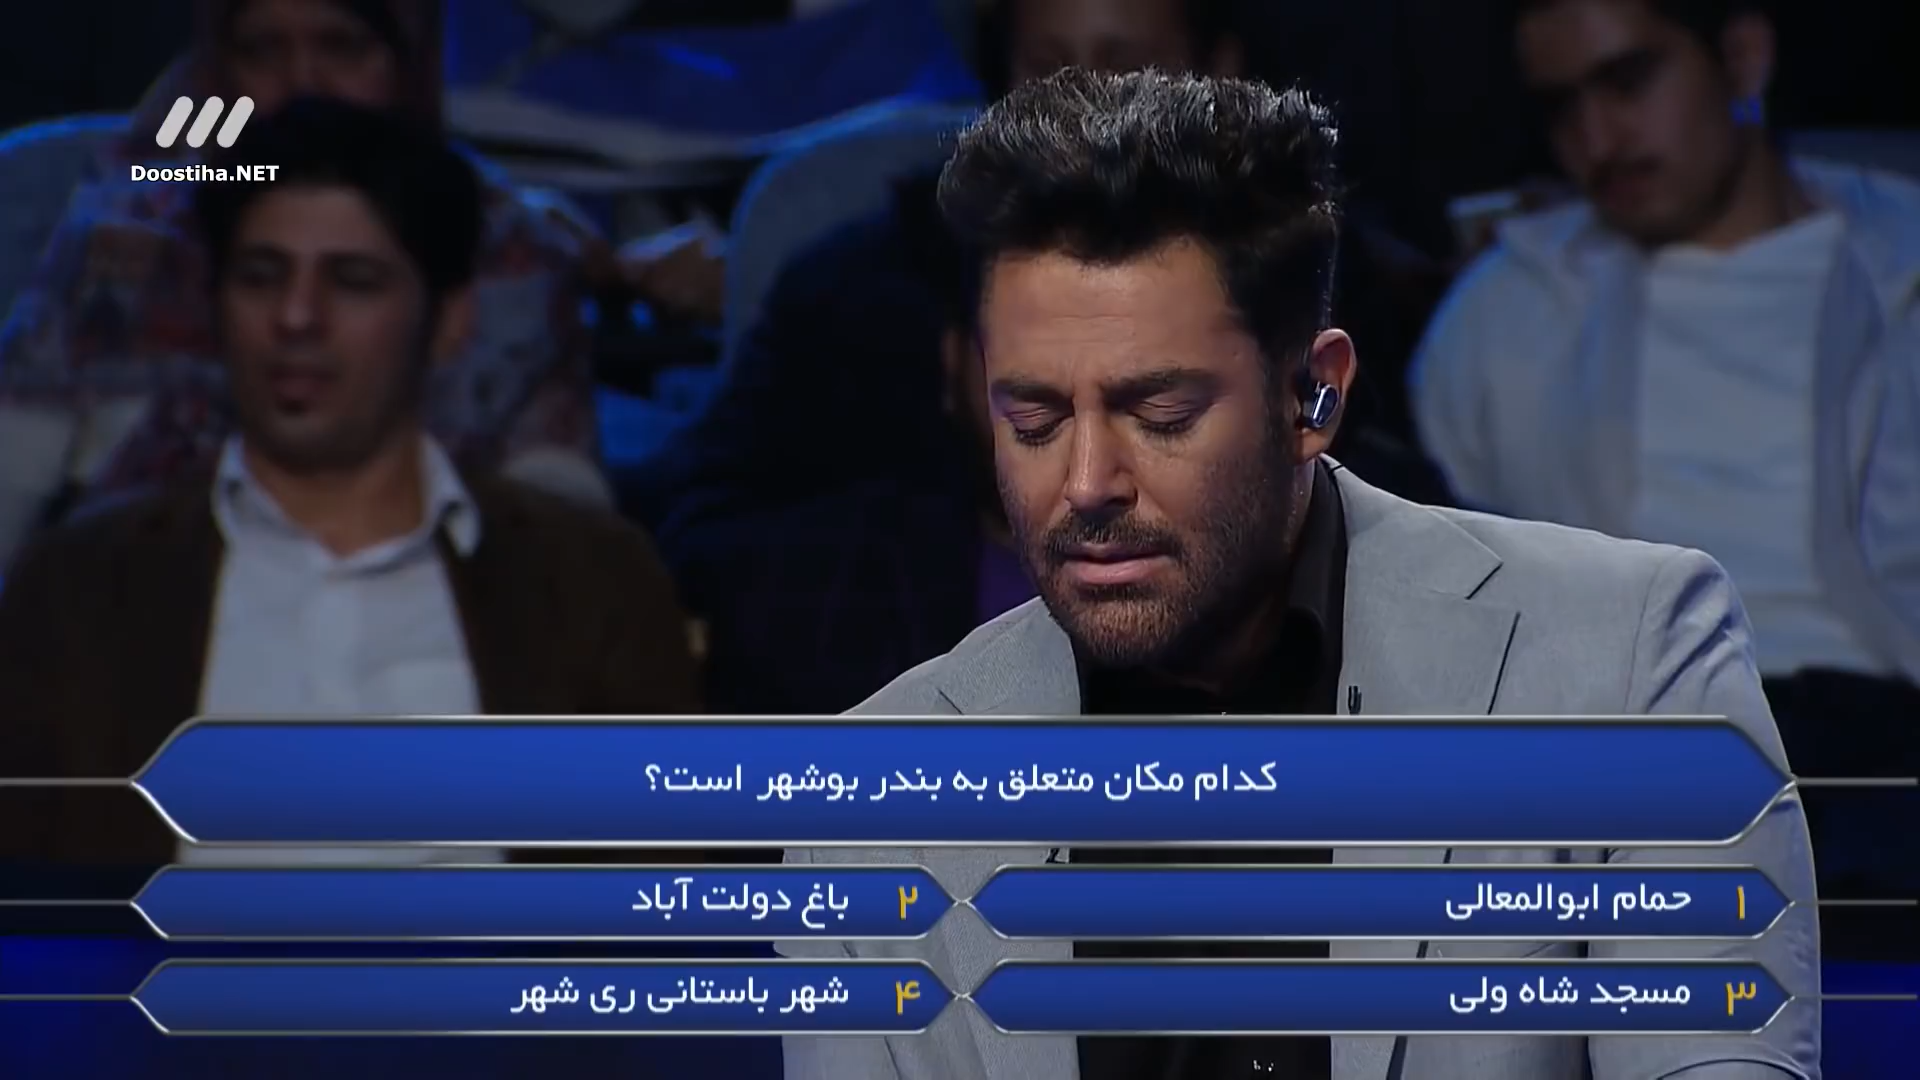 Doostiha.NET
کدام مکان متعلق به بندر بوشهر است؟
۱ حمام ابوالمعالی
۲ باغ دولت آباد
۳ مسجد شاه ولی
۴ شهر باستانی ری شهر